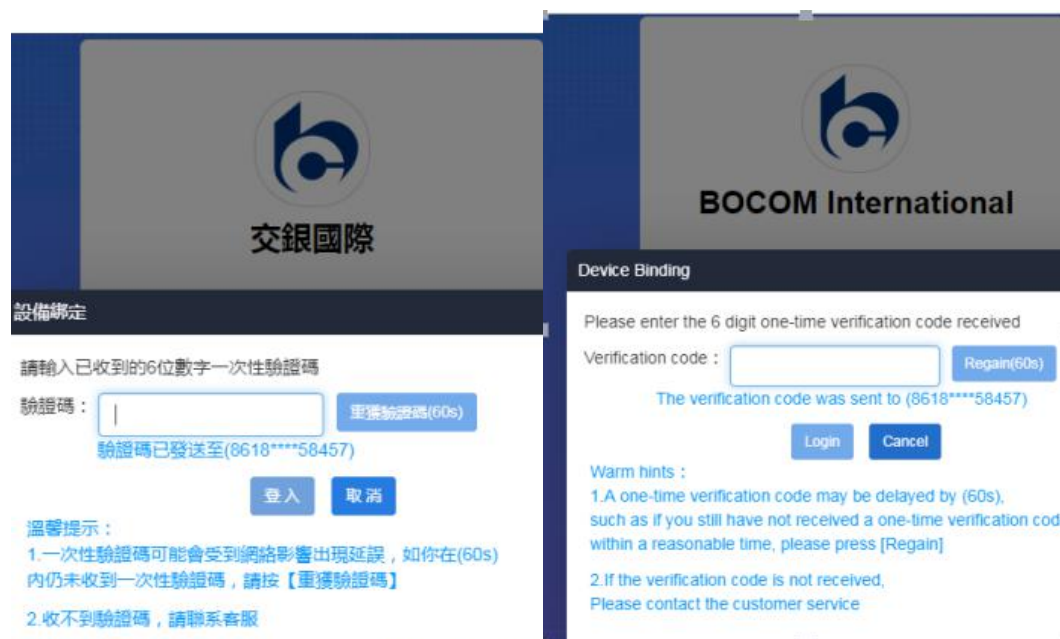 交銀國際
設備綁定
請輸入已收到的6位數字一次性驗證碼
驗證碼：
重獲驗證碼(60s)
驗證碼已發送至(8618****58457)
登入
取消
溫馨提示：
1.一次性驗證碼可能會受到網絡影響出現延誤，如你在(60s)
內仍未收到一次性驗證碼，請按【重獲驗證碼】
2.收不到驗證碼，請聯系客服
BOCOM International
Device Binding
Please enter the 6 digit one-time verification code received
Verification code：
Regain(60s)
The verification code was sent to (8618****58457)
Login
Cancel
Warm hints：
1.A one-time verification code may be delayed by (60s),
such as if you still have not received a one-time verification cod
within a reasonable time, please press [Regain]
2.If the verification code is not received,
Please contact the customer service